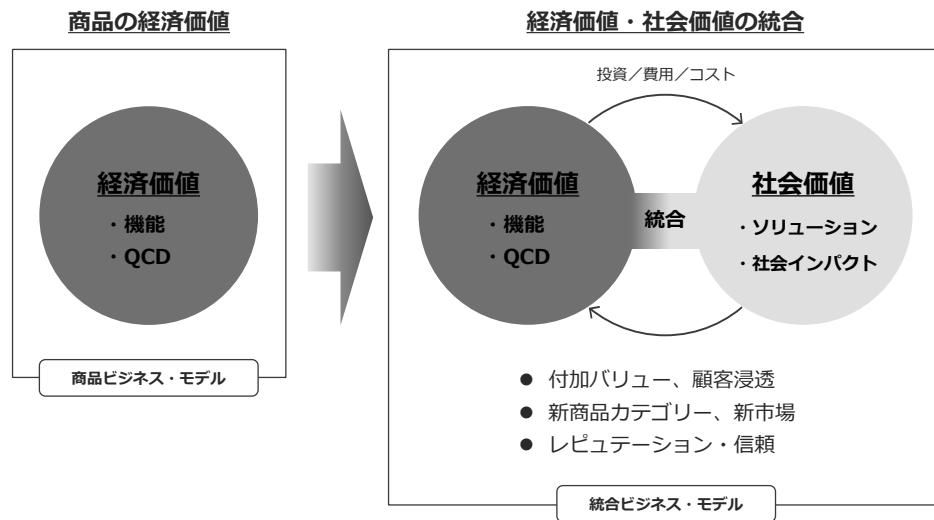 商品の経済価値
経済価値
・機能
・QCD
商品ビジネス・モデル
経済価値・社会価値の統合
投資／費用／コスト
経済価値
・機能
・QCD
統合
社会価値
・ソリューション
・社会インパクト
● 付加バリュー、顧客浸透
● 新商品カテゴリー、新市場
● レピュテーション・信頼
統合ビジネス・モデル